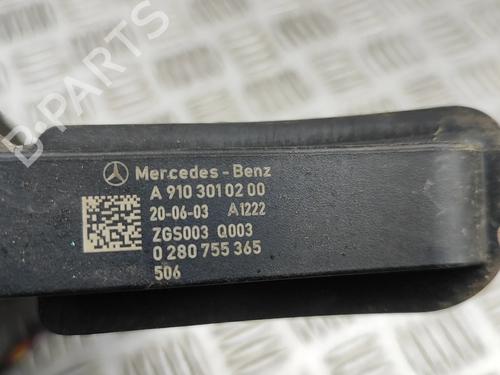 B-PARTS
Mercedes-Benz
A 910 301 02 00
20-06-03 A1222
ZGS003 Q003
0 280 755 365
506